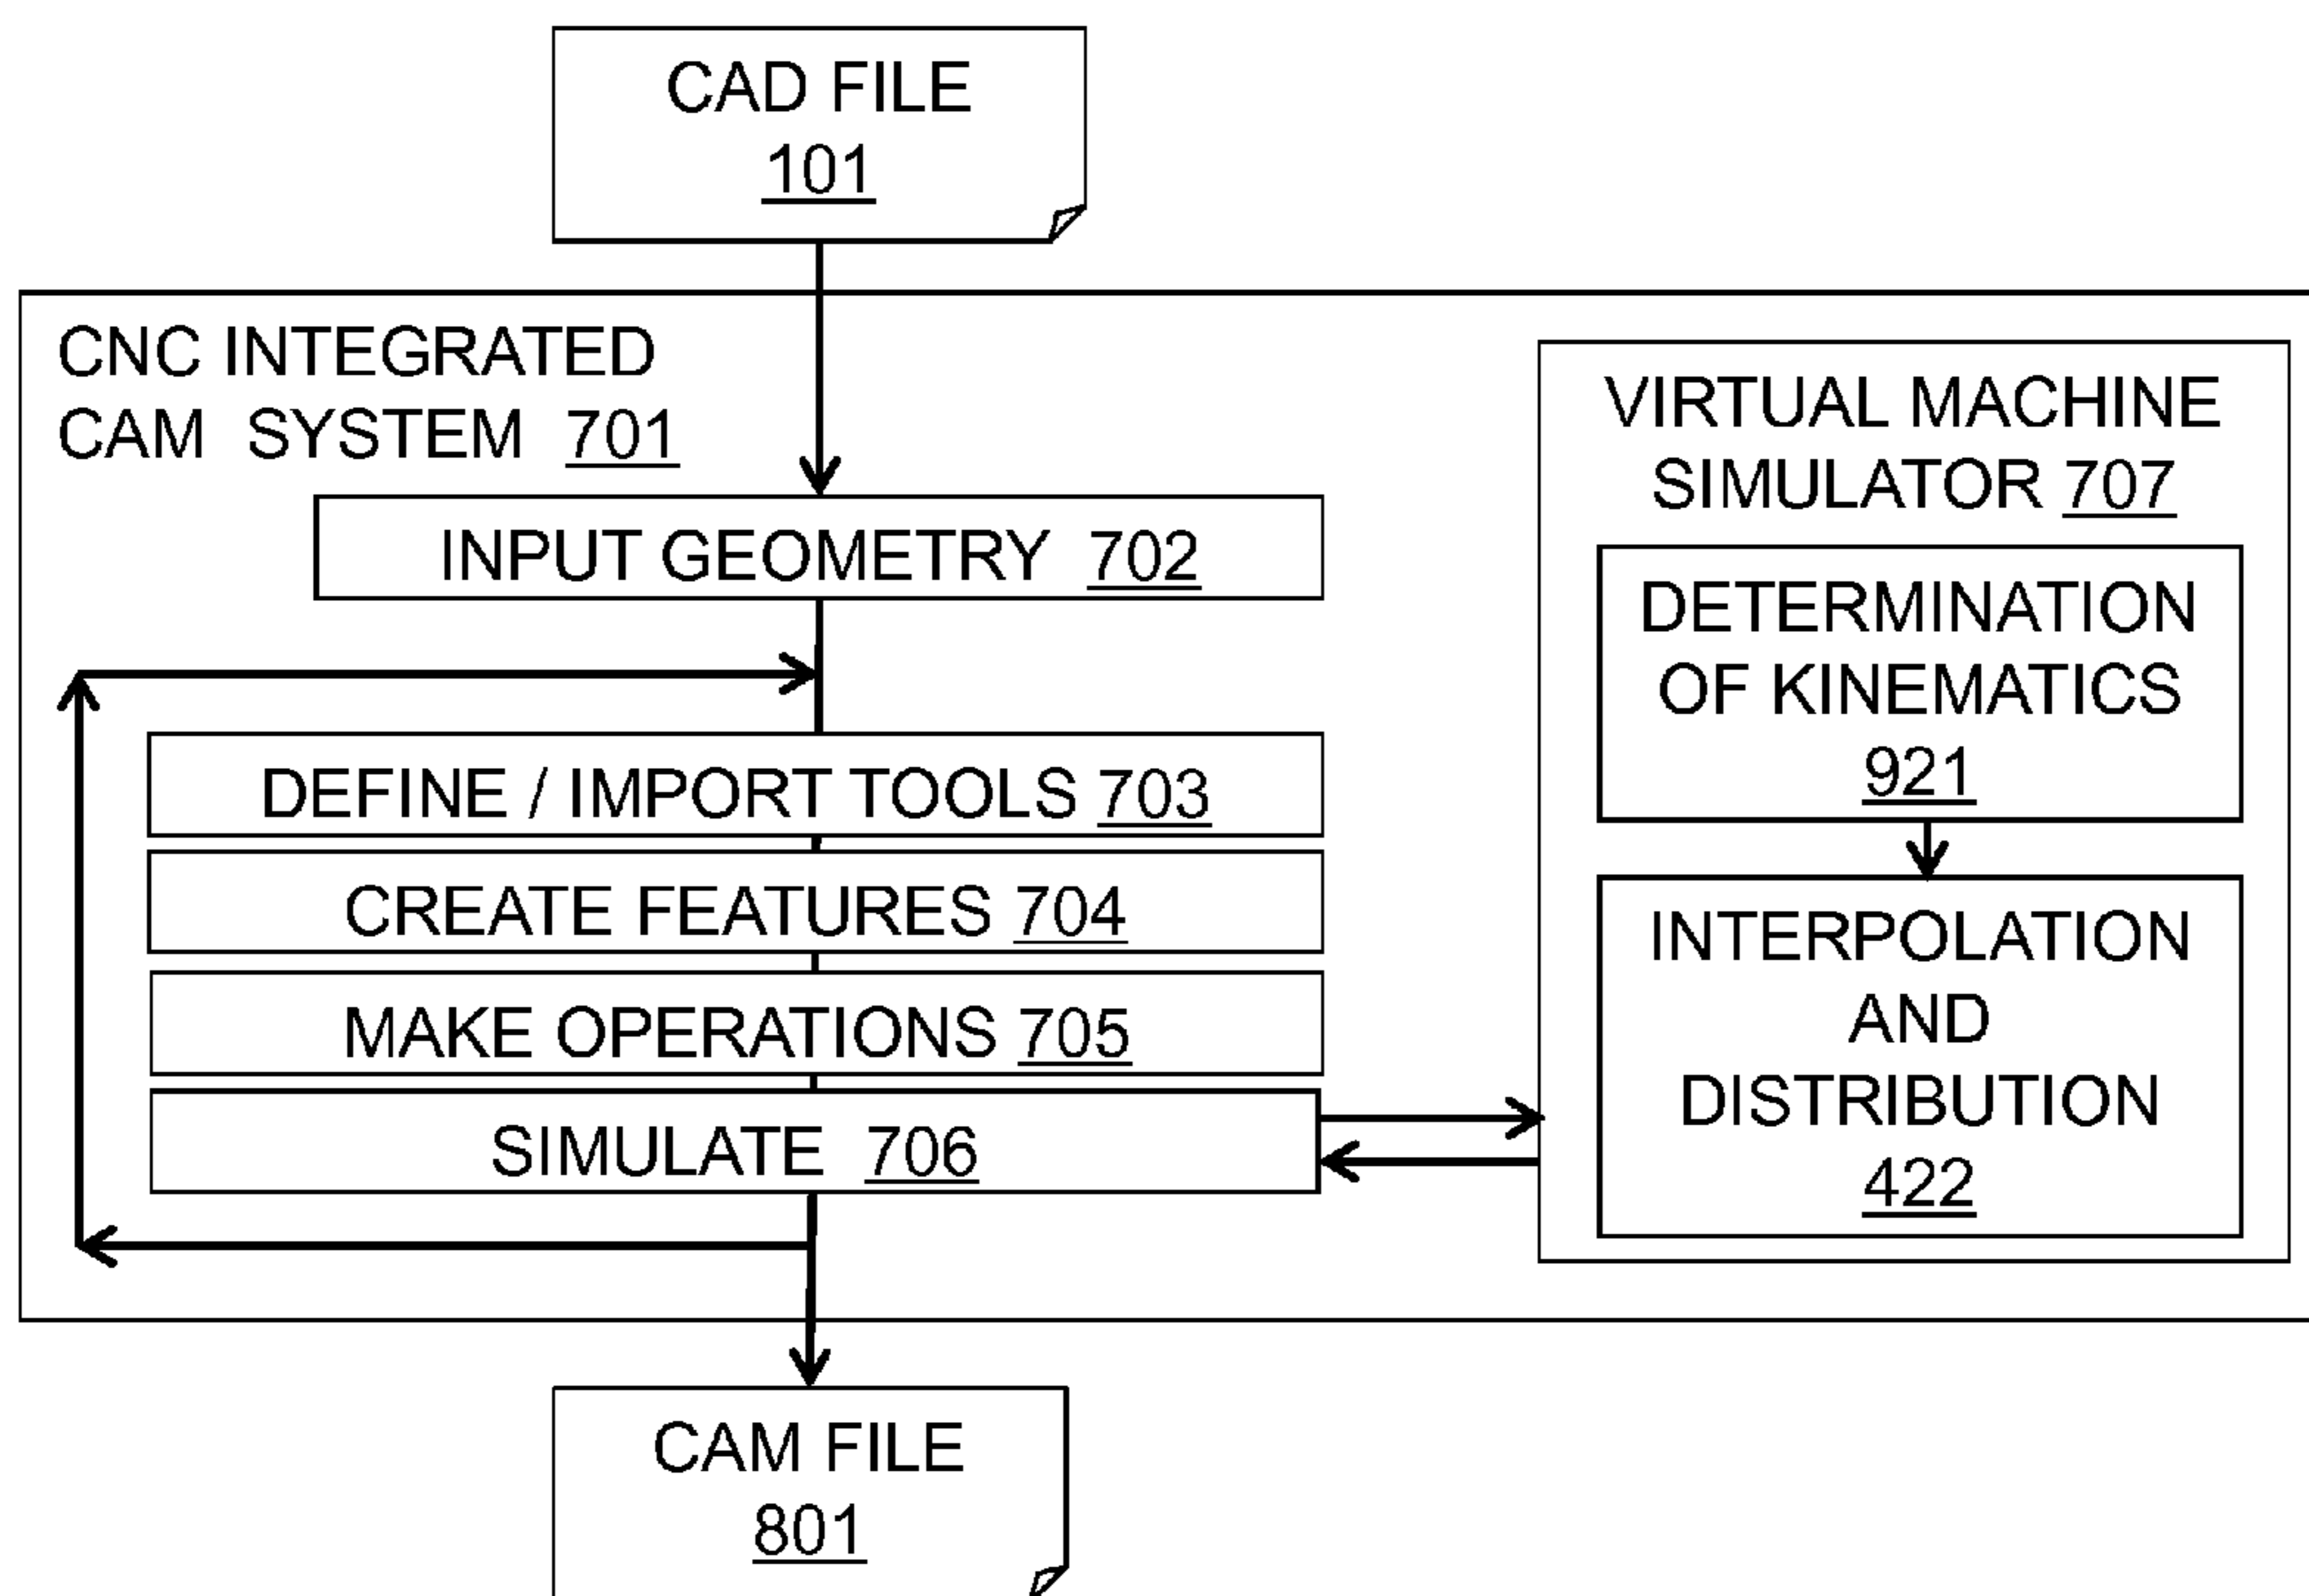 CAD FILE
101
CNC INTEGRATED
CAM SYSTEM 701
INPUT GEOMETRY 702
DEFINE / IMPORT TOOLS 703
CREATE FEATURES 704
MAKE OPERATIONS 705
SIMULATE 706
VIRTUAL MACHINE
SIMULATOR 707
DETERMINATION
OF KINEMATICS
921
INTERPOLATION
AND
DISTRIBUTION
422
CAM FILE
801